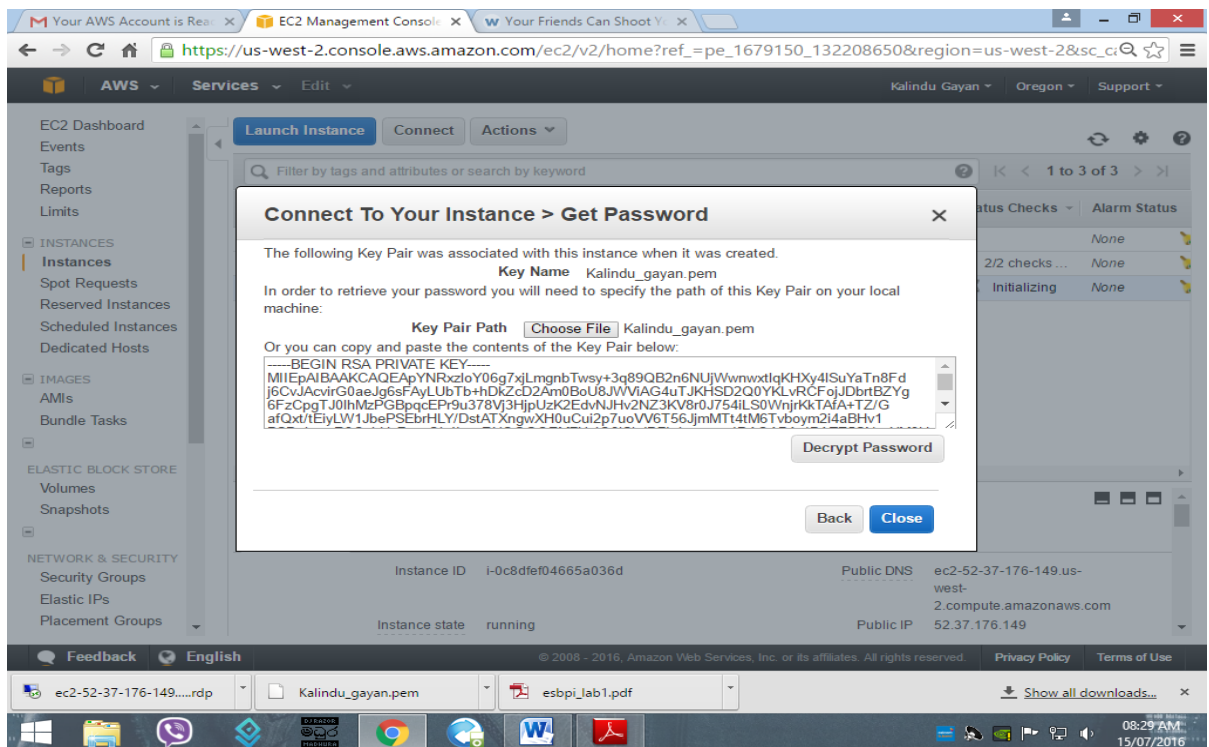 Your AWS Account is Rea
EC2 Management Console
Your Friends Can Shoot Yo
https://us-west-2.console.aws.amazon.com/ec2/v2/home?ref_=pe_1679150_132208650&region=us-west-2&sc_c
AWS Services Edit Kalindu Gayan Oregon Support
EC2 Dashboard
Events
Tags
Reports
Limits
INSTANCES
Instances
Spot Requests
Reserved Instances
Scheduled Instances
Dedicated Hosts
IMAGES
AMIs
Bundle Tasks
ELASTIC BLOCK STORE
Volumes
Snapshots
NETWORK & SECURITY
Security Groups
Elastic IPs
Placement Groups
Launch Instance Connect Actions
Filter by tags and attributes or search by keyword
1 to 3 of 3
atus Checks Alarm Status
None
2/2 checks ... None
Initializing None
Connect To Your Instance > Get Password
The following Key Pair was associated with this instance when it was created.
Key Name Kalindu_gayan.pem
In order to retrieve your password you will need to specify the path of this Key Pair on your local
machine:
Key Pair Path Choose File Kalindu_gayan.pem
Or you can copy and paste the contents of the Key Pair below:
-----BEGIN RSA PRIVATE KEY-----
Decrypt Password
Back Close
Instance ID i-0c8dfef04665a036d
Public DNS ec2-52-37-176-149.us-
west-
2.compute.amazonaws.com
Instance state running
Public IP 52.37.176.149
Feedback English
© 2008 - 2016, Amazon Web Services, Inc. or its affiliates. All rights reserved. Privacy Policy Terms of Use
ec2-52-37-176-149.....rdp
Kalindu_gayan.pem
esbpi_lab1.pdf
Show all downloads...
08:29 AM
15/07/2016